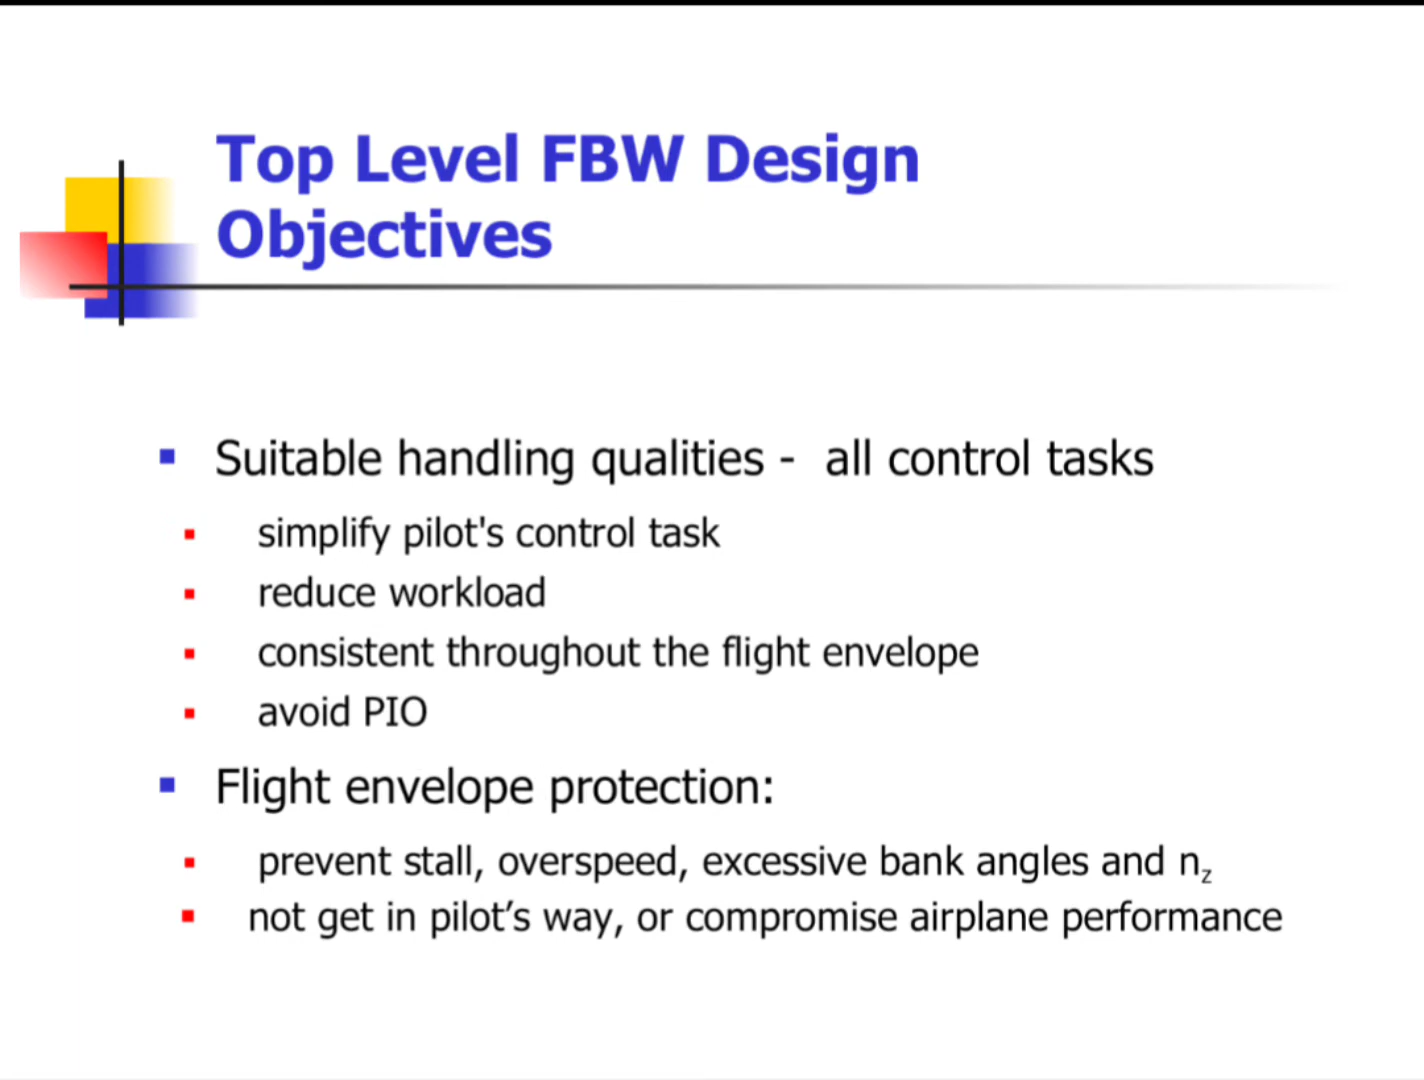 Top Level FBW Design
Objectives
Suitable handling qualities - all control tasks
simplify pilot's control task
reduce workload
consistent throughout the flight envelope
avoid PIO
Flight envelope protection:
prevent stall, overspeed, excessive bank angles and nz
not get in pilot’s way, or compromise airplane performance